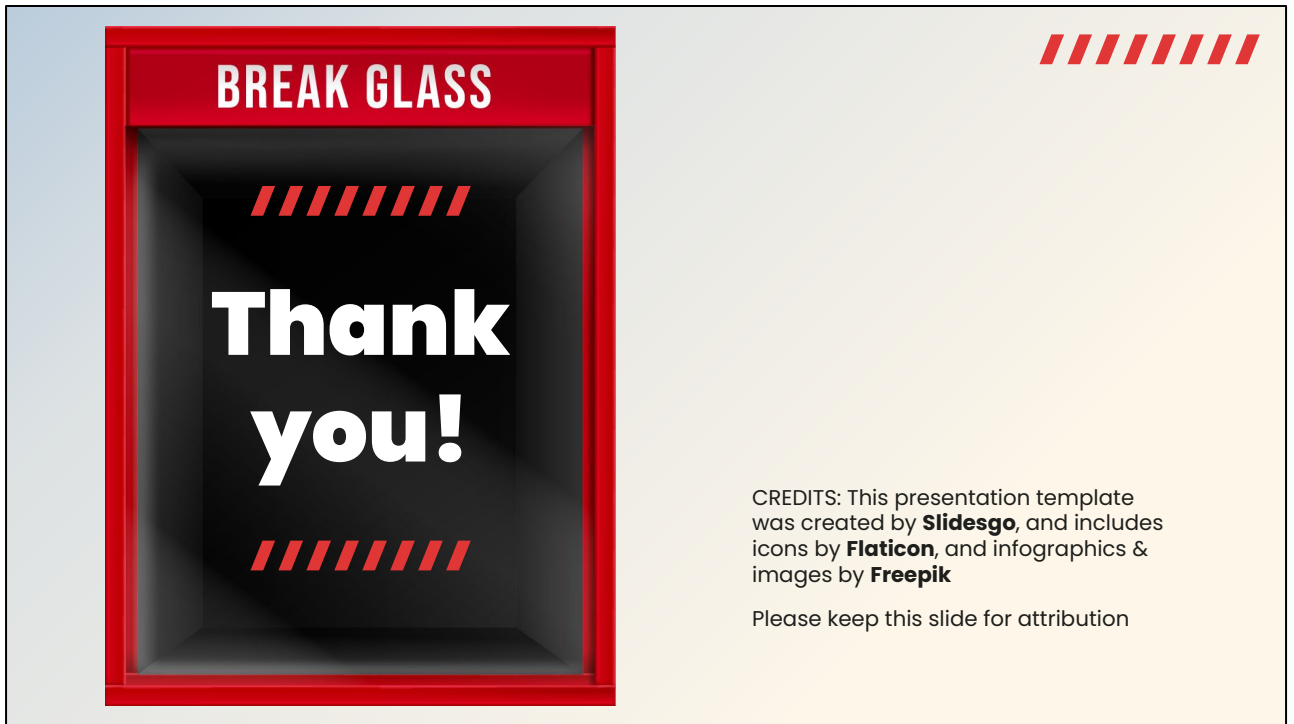 BREAK GLASS
Thank
you!
CREDITS: This presentation template
was created by Slidesgo, and includes
icons by Flaticon, and infographics &
images by Freepik
Please keep this slide for attribution